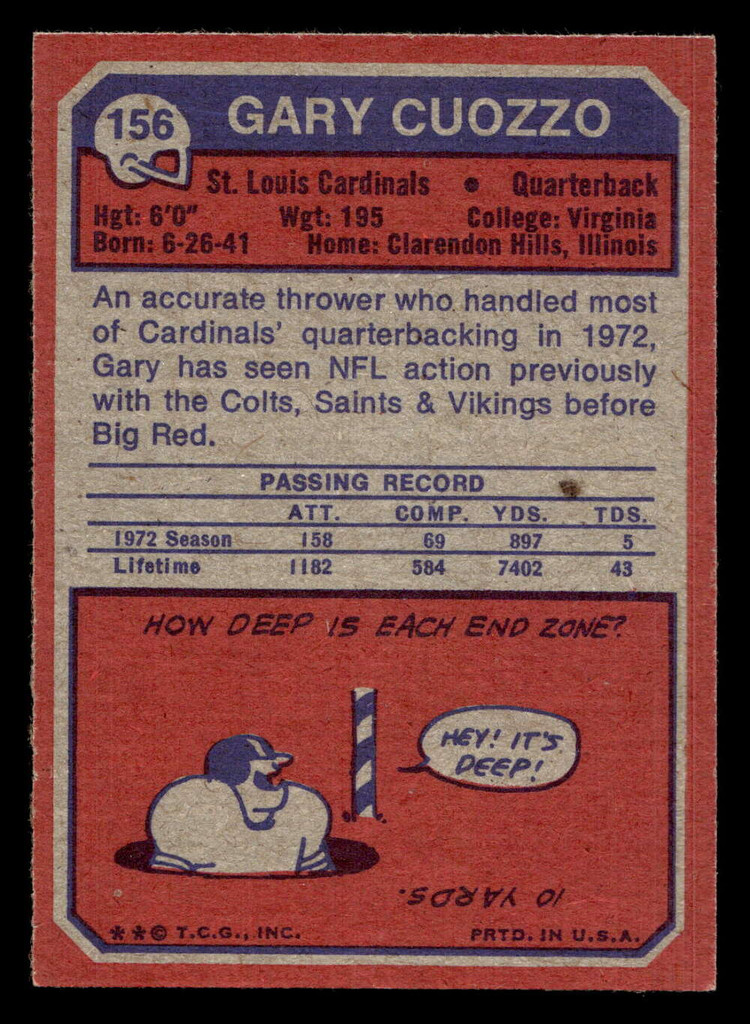 156 GARY CUOZZO
St. Louis Cardinals • Quarterback
Hgt: 6'0" Wgt: 195 College: Virginia
Born: 6-26-41 Home: Clarendon Hills, Illinois
An accurate thrower who handled most
of Cardinals' quarterbacking in 1972,
Gary has seen NFL action previously
with the Colts, Saints & Vikings before
Big Red.
PASSING RECORD
ATT. COMP. YDS. TDS.
1972 Season 158 69 897 5
Lifetime 1182 584 7402 43
HOW DEEP IS EACH END ZONE?
HEY! IT'S
DEEP!
10 YARDS.
**© T.C.G., INC. PRTD. IN U.S.A.